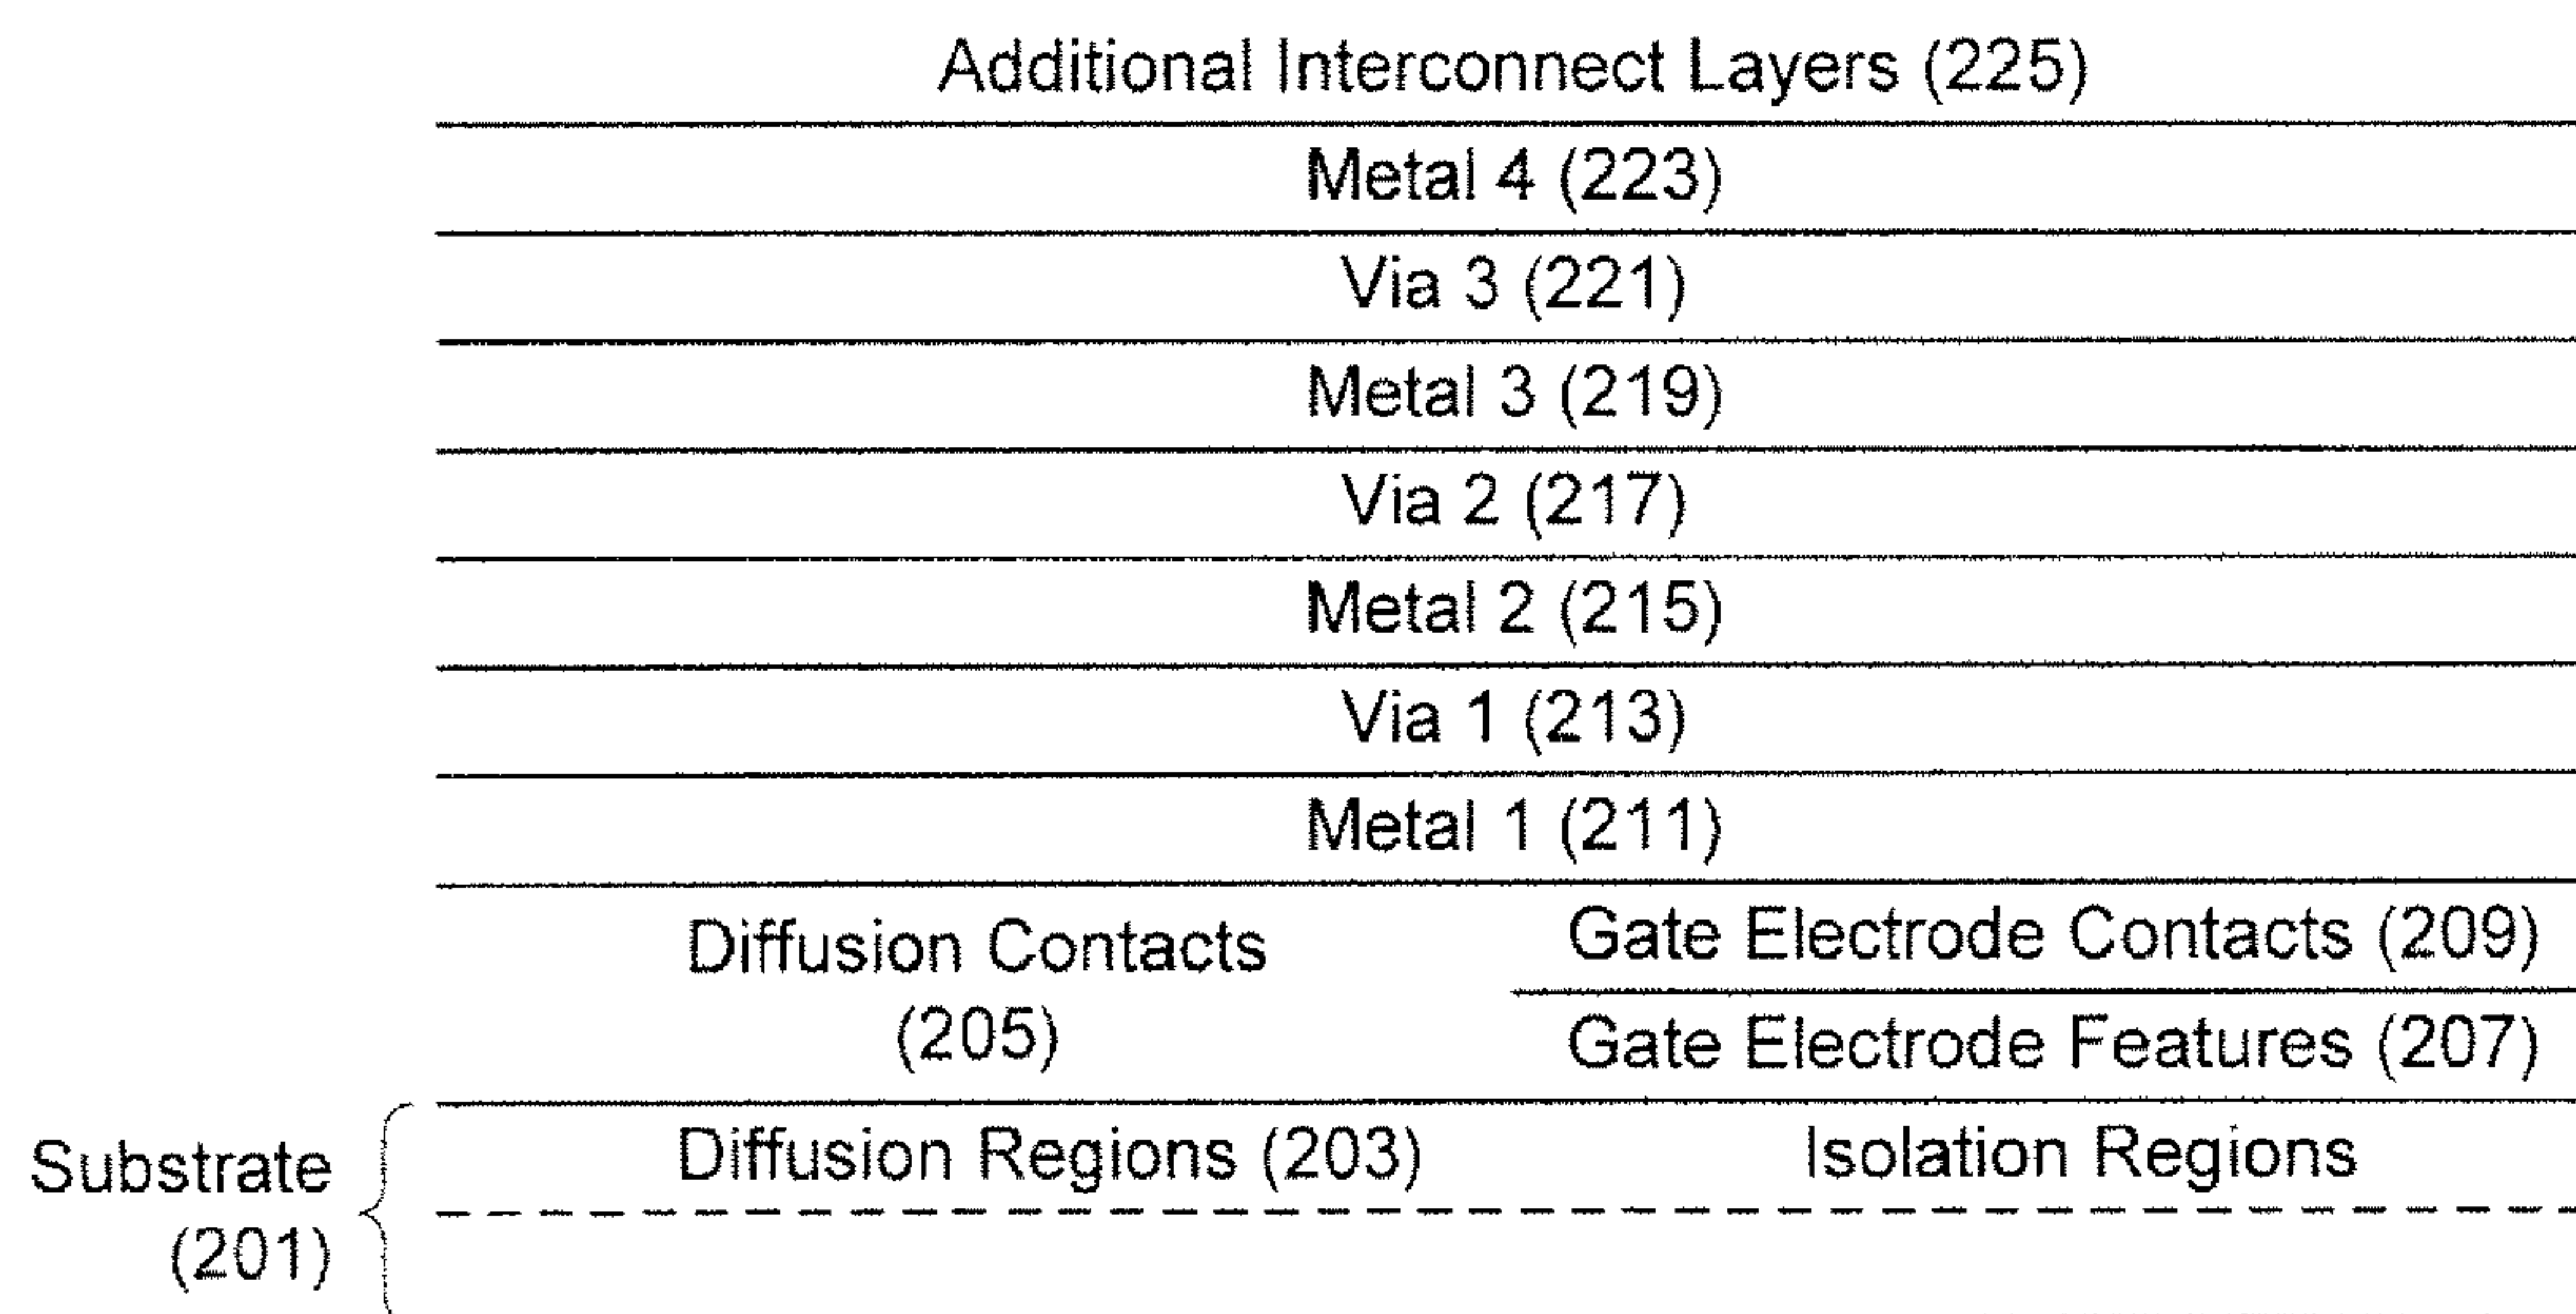 Additional Interconnect Layers (225)
Metal 4 (223)
Via 3 (221)
Metal 3 (219)
Via 2 (217)
Metal 2 (215)
Via 1 (213)
Metal 1 (211)
Diffusion Contacts
(205)
Gate Electrode Contacts (209)
Gate Electrode Features (207)
Substrate
(201)
Diffusion Regions (203)
Isolation Regions